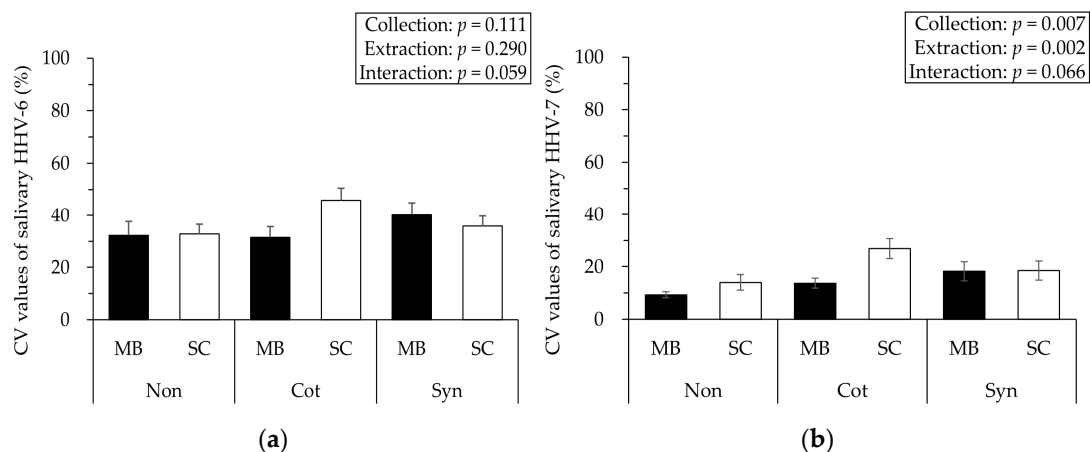 Collection: p = 0.111
Extraction: p = 0.290
Interaction: p = 0.059
CV values of salivary HHV-6 (%)
100
80
60
40
20
0
MB SC MB SC MB SC
Non Cot Syn
(a)
Collection: p = 0.007
Extraction: p = 0.002
Interaction: p = 0.066
CV values of salivary HHV-7 (%)
100
80
60
40
20
0
MB SC MB SC MB SC
Non Cot Syn
(b)